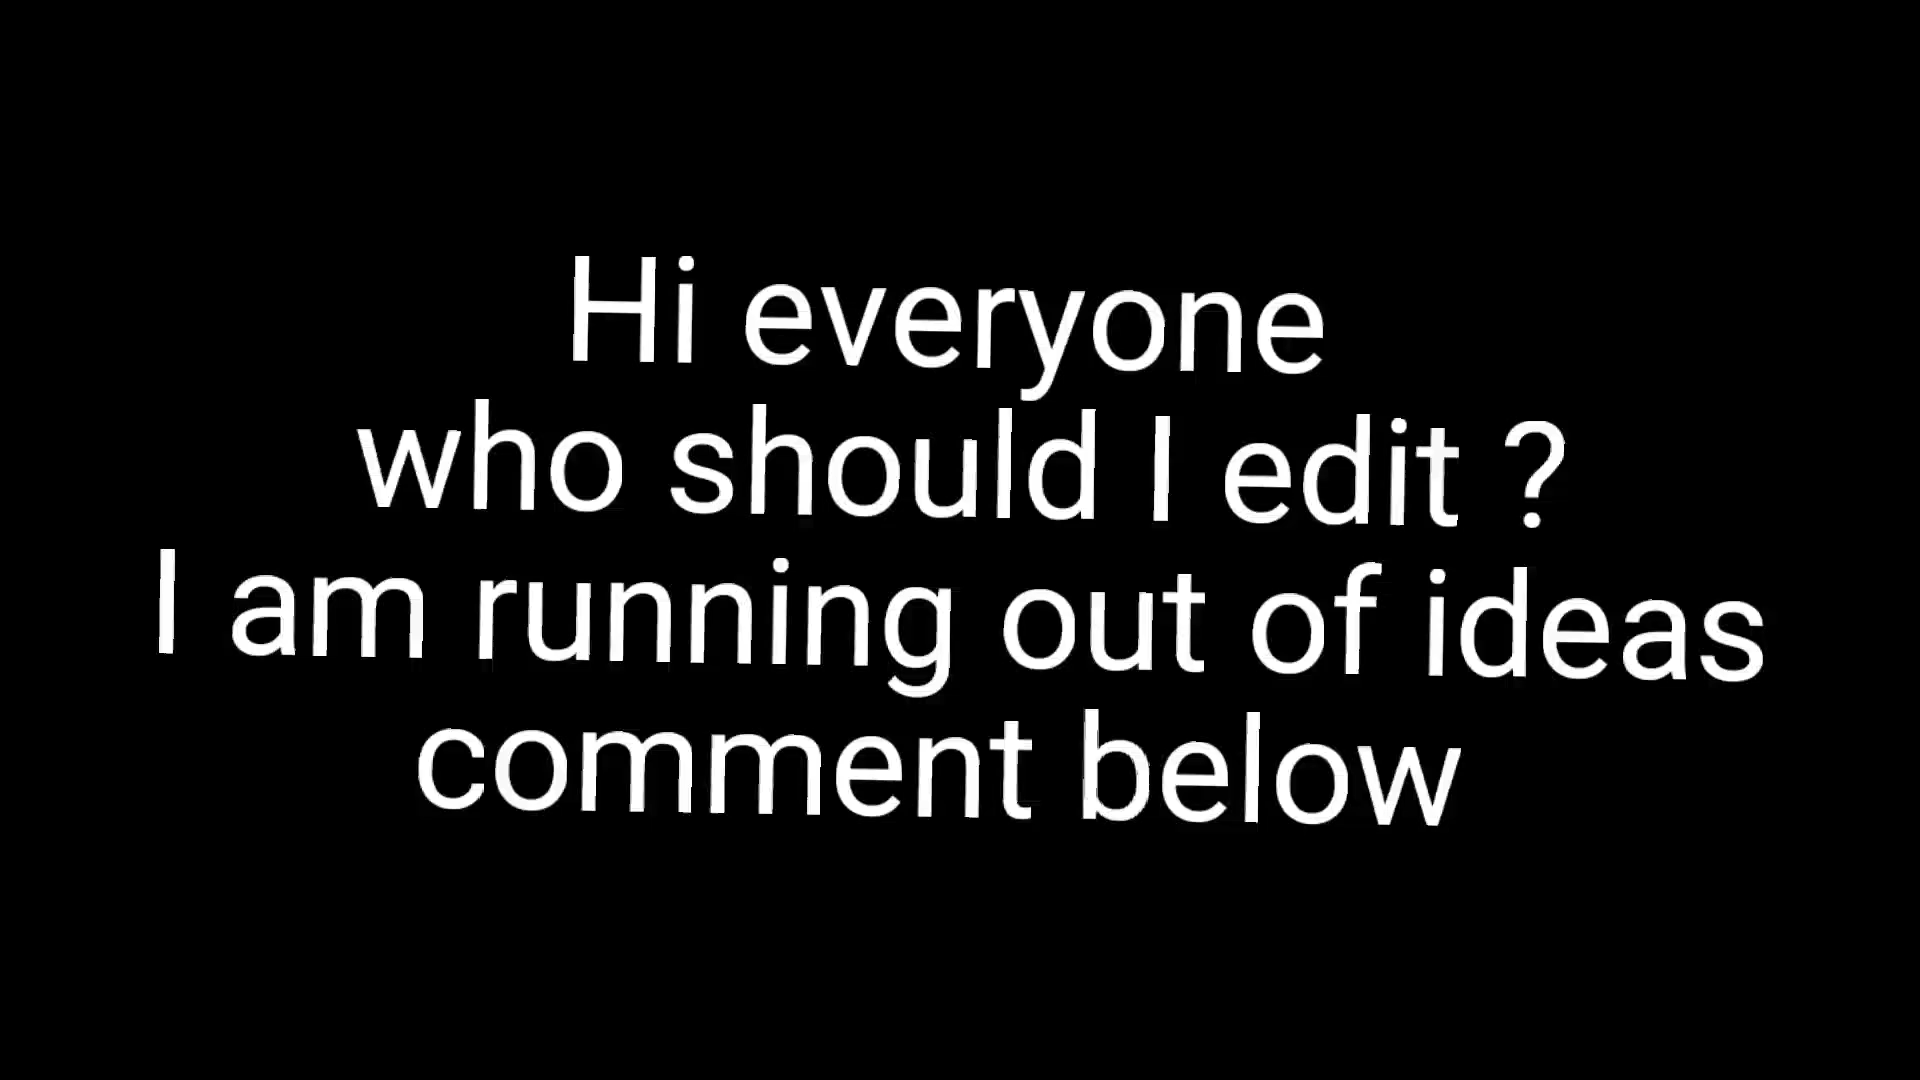 Hi everyone
who should I edit ?
I am running out of ideas
comment below